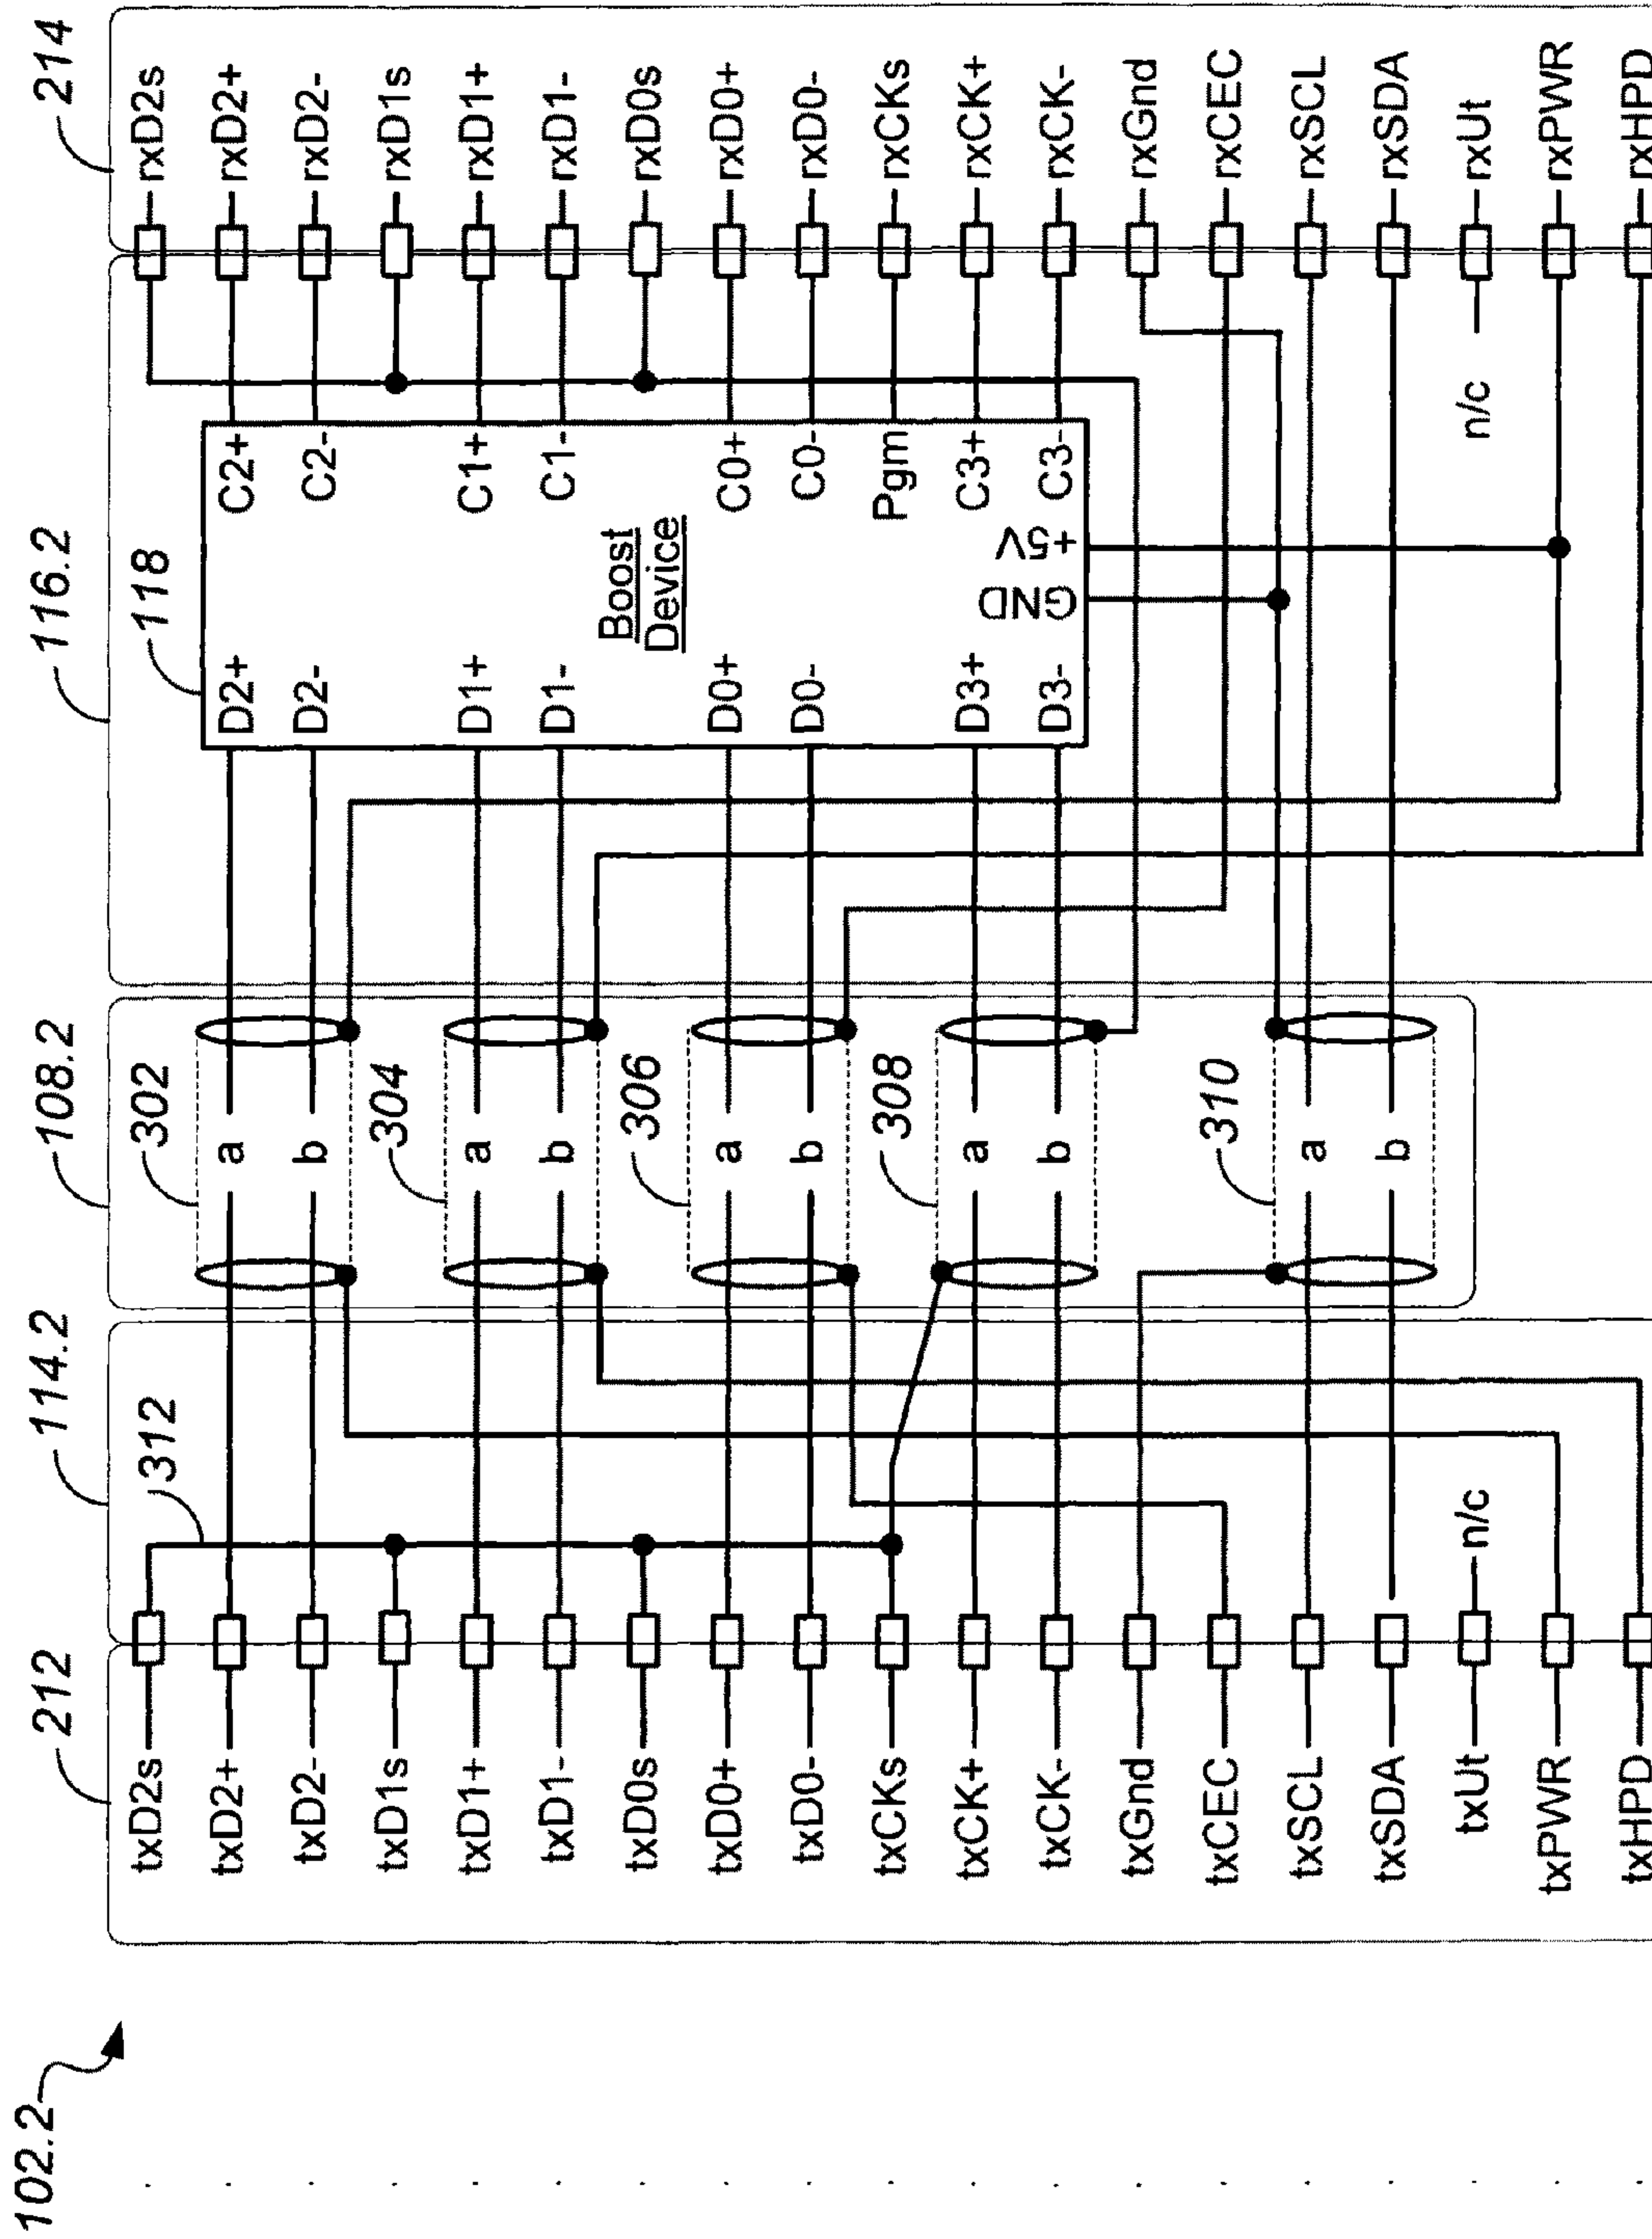 102.2
212
114.2
108.2
116.2
214
312
302
118
304
306
308
310
txD2s
txD2+
txD2-
txD1s
txD1+
txD1-
txD0s
txD0+
txD0-
txCKs
txCK+
txCK-
txGnd
txCEC
txSCL
txSDA
txUt
txPWR
txHPD
n/c
a
b
a
b
a
b
a
b
a
b
D2+
D2-
D1+
D1-
D0+
D0-
D3+
D3-
Boost
Device
GND
+5V
C2+
C2-
C1+
C1-
C0+
C0-
Pgm
C3+
C3-
n/c
rxD2s
rxD2+
rxD2-
rxD1s
rxD1+
rxD1-
rxD0s
rxD0+
rxD0-
rxCKs
rxCK+
rxCK-
rxGnd
rxCEC
rxSCL
rxSDA
rxUt
rxPWR
rxHPD